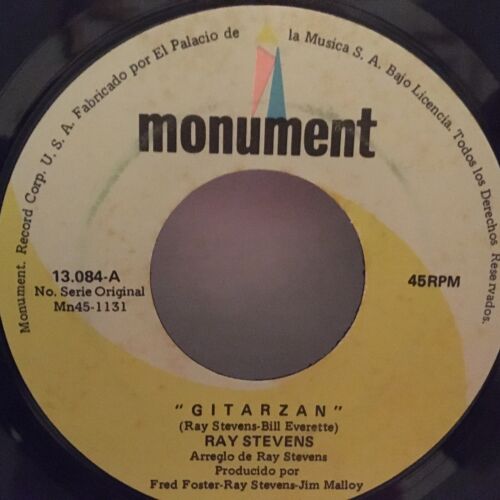 Monument. Record Corp. U. S. A. Fabricado por El Palacio de la Musica S. A. Bajo Licencia. Todos los Derechos Reservados.
monument
13.084-A
No. Serie Original
Mn45-1131
45RPM
"GITARZAN"
(Ray Stevens-Bill Everette)
RAY STEVENS
Arreglo de Ray Stevens
Producido por
Fred Foster-Ray Stevens-Jim Malloy